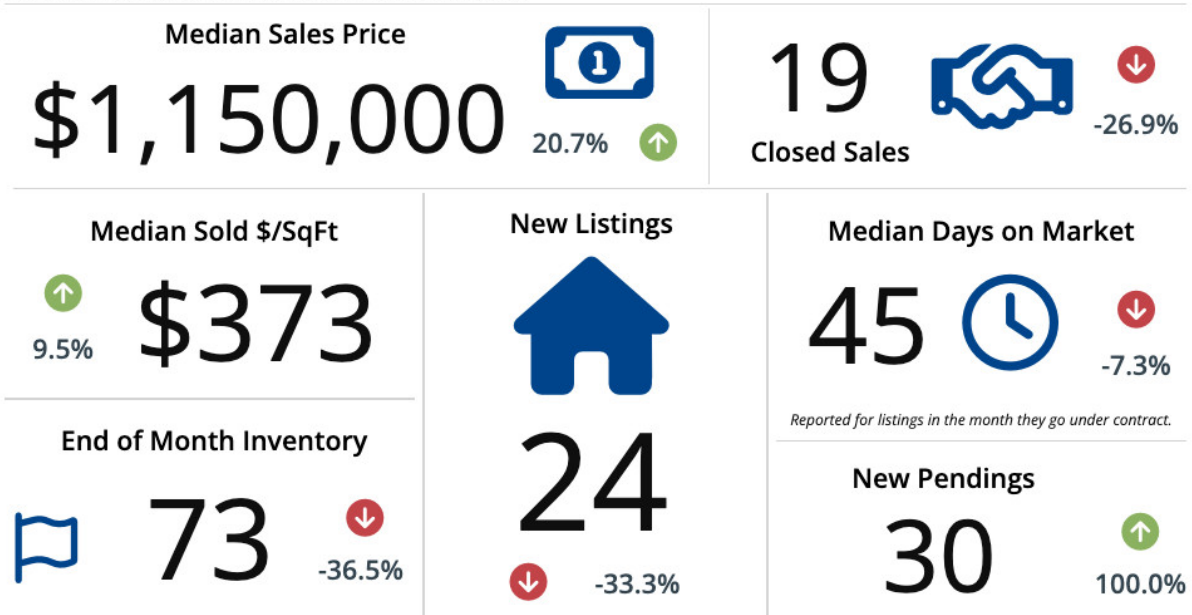 Median Sales Price
$1,150,000
1
20.7%
19
Closed Sales
-26.9%
Median Sold $/SqFt
9.5%
$373
New Listings
24
-33.3%
Median Days on Market
45
-7.3%
Reported for listings in the month they go under contract.
End of Month Inventory
73
-36.5%
New Pendings
30
100.0%